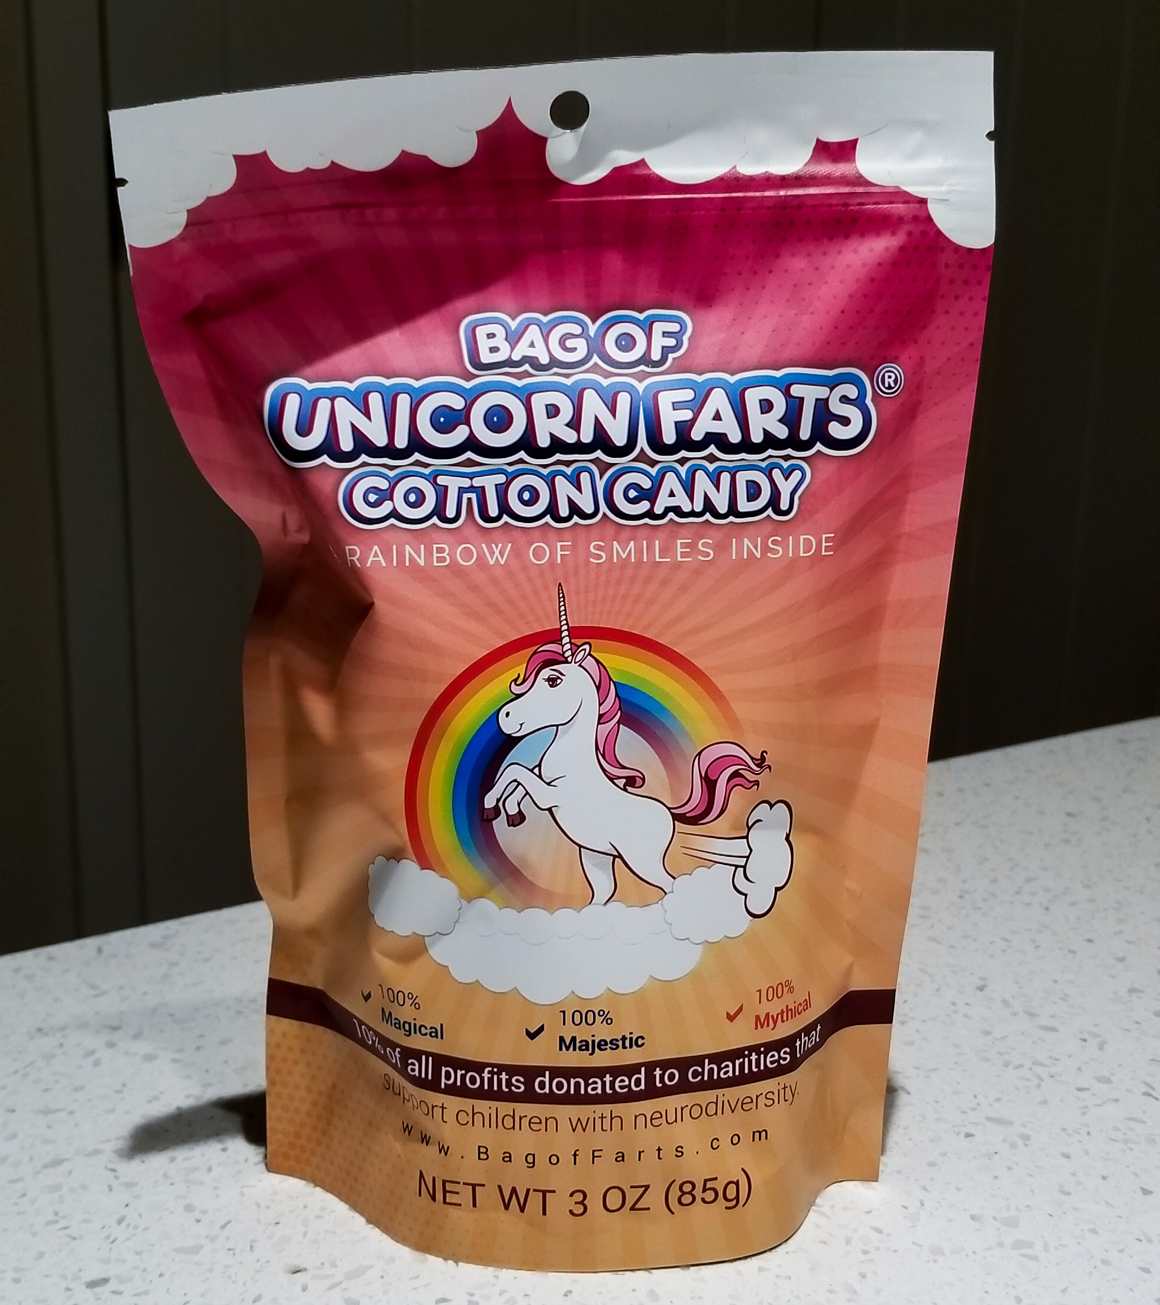 BAG OF
UNICORN FARTS®
COTTON CANDY
RAINBOW OF SMILES INSIDE
100%
Magical
100%
Majestic
100%
Mythical
10% of all profits donated to charities that
support children with neurodiversity.
www.BagofFarts.com
NET WT 3 OZ (85g)